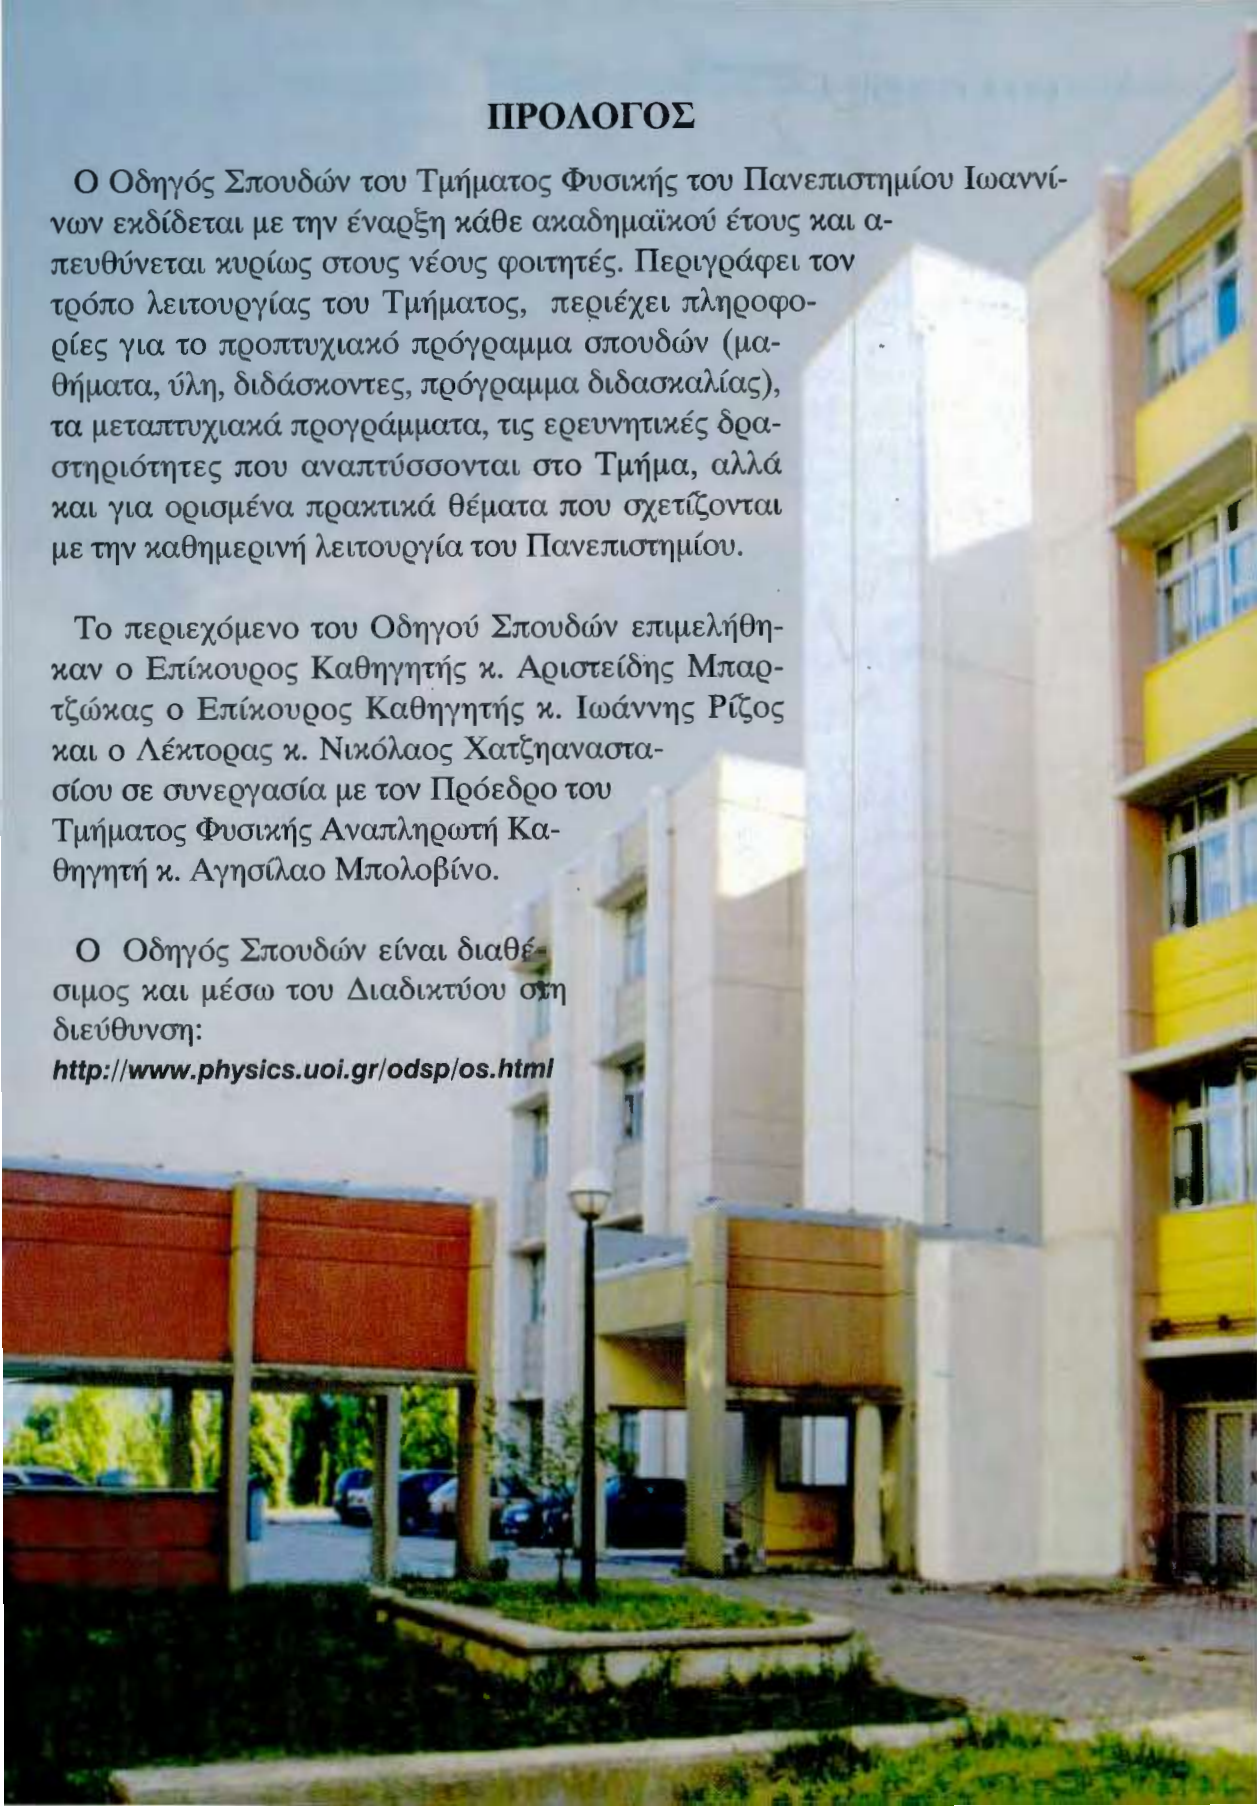 ΠΡΟΛΟΓΟΣ
Ο Οδηγός Σπουδών του Τμήματος Φυσικής του Πανεπιστημίου Ιωαννί-
νων εκδίδεται με την έναρξη κάθε ακαδημαϊκού έτους και α-
πευθύνεται κυρίως στους νέους φοιτητές. Περιγράφει τον
τρόπο λειτουργίας του Τμήματος, περιέχει πληροφο-
ρίες για το προπτυχιακό πρόγραμμα σπουδών (μα-
θήματα, ύλη, διδάσκοντες, πρόγραμμα διδασκαλίας),
τα μεταπτυχιακά προγράμματα, τις ερευνητικές δρα-
στηριότητες που αναπτύσσονται στο Τμήμα, αλλά
και για ορισμένα πρακτικά θέματα που σχετίζονται
με την καθημερινή λειτουργία του Πανεπιστημίου.
Το περιεχόμενο του Οδηγού Σπουδών επιμελήθη-
καν ο Επίκουρος Καθηγητής κ. Αριστείδης Μπαρ-
τζώκας ο Επίκουρος Καθηγητής κ. Ιωάννης Ρίζος
και ο Λέκτορας κ. Νικόλαος Χατζηαναστα-
σίου σε συνεργασία με τον Πρόεδρο του
Τμήματος Φυσικής Αναπληρωτή Κα-
θηγητή κ. Αγησίλαο Μπολοβίνο.
Ο Οδηγός Σπουδών είναι διαθέ-
σιμος και μέσω του Διαδικτύου στη
διεύθυνση:
http://www.physics.uoi.gr/odsp/os.html